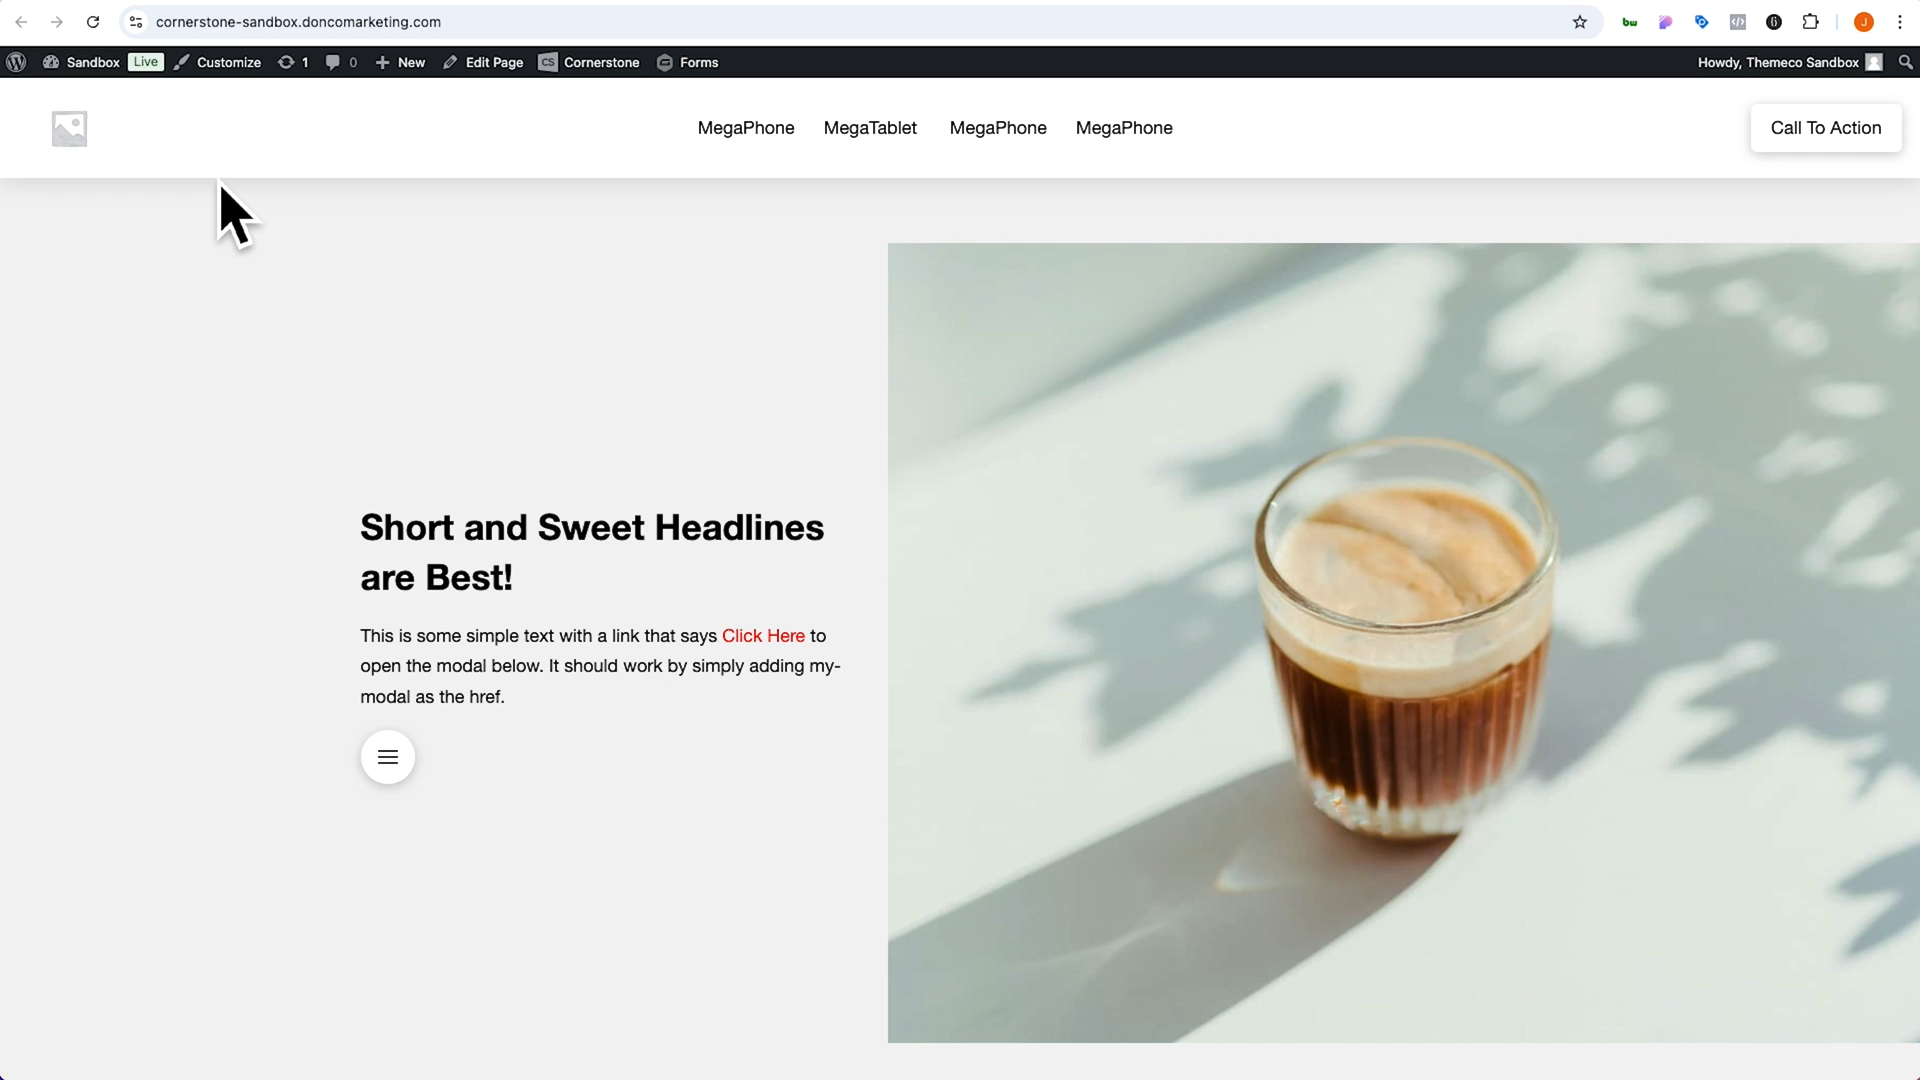 cornerstone-sandbox.doncomarketing.com
bw
J
Sandbox Live Customize 1 0 New Edit Page CS Cornerstone Forms Howdy, Themeco Sandbox
MegaPhone MegaTablet MegaPhone MegaPhone Call To Action
Short and Sweet Headlines
are Best!
This is some simple text with a link that says Click Here to
open the modal below. It should work by simply adding my-
modal as the href.